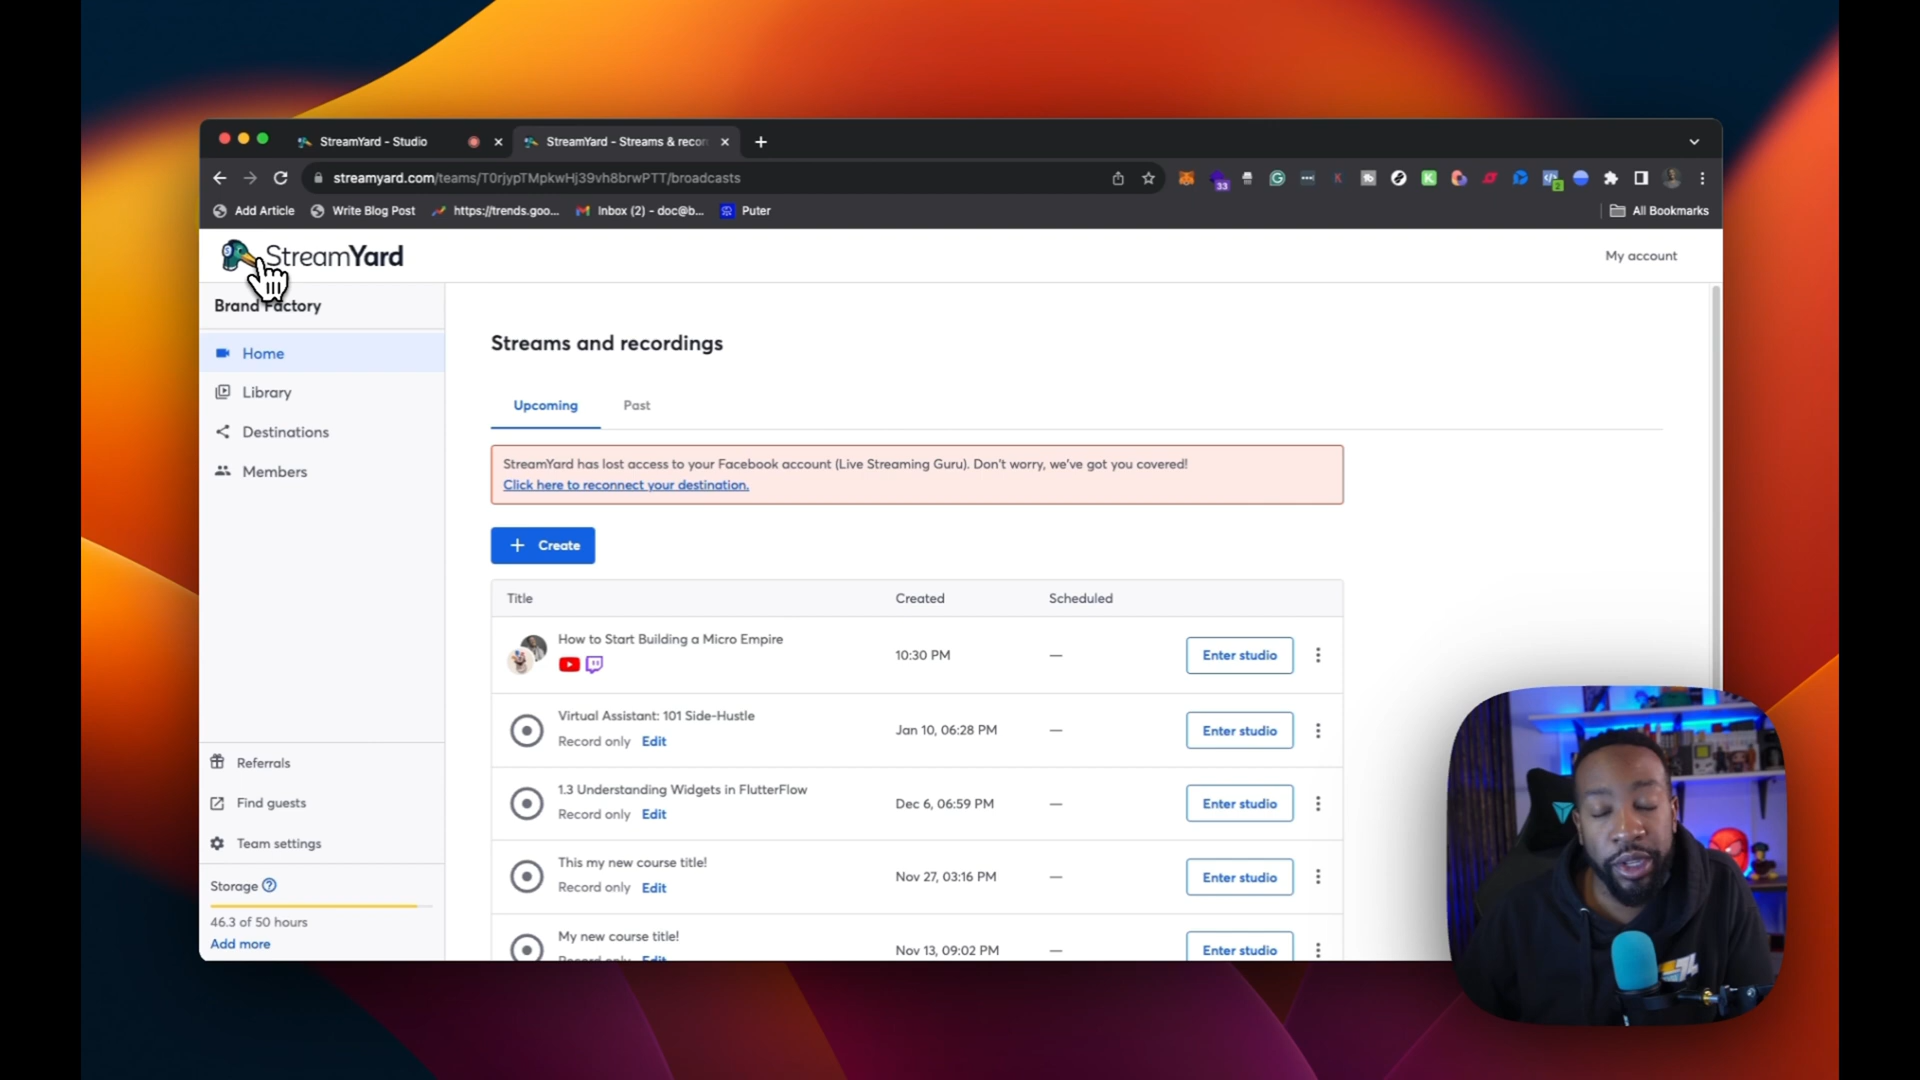 StreamYard - Studio
StreamYard - Streams & recor
streamyard.com/teams/T0rjypTMpkwHj39vh8brwPTT/broadcasts
33
2
Add Article
Write Blog Post
https://trends.goo...
Inbox (2) - doc@b...
Puter
All Bookmarks
StreamYard
My account
Brand Factory
Home
Library
Destinations
Members
Referrals
Find guests
Team settings
Storage
46.3 of 50 hours
Add more
Streams and recordings
Upcoming Past
StreamYard has lost access to your Facebook account (Live Streaming Guru). Don't worry, we've got you covered!
Click here to reconnect your destination.
+ Create
Title Created Scheduled
How to Start Building a Micro Empire
10:30 PM — Enter studio
Virtual Assistant: 101 Side-Hustle
Record only Edit
Jan 10, 06:28 PM — Enter studio
1.3 Understanding Widgets in FlutterFlow
Record only Edit
Dec 6, 06:59 PM — Enter studio
This my new course title!
Record only Edit
Nov 27, 03:16 PM — Enter studio
My new course title!
Record only Edit
Nov 13, 09:02 PM — Enter studio